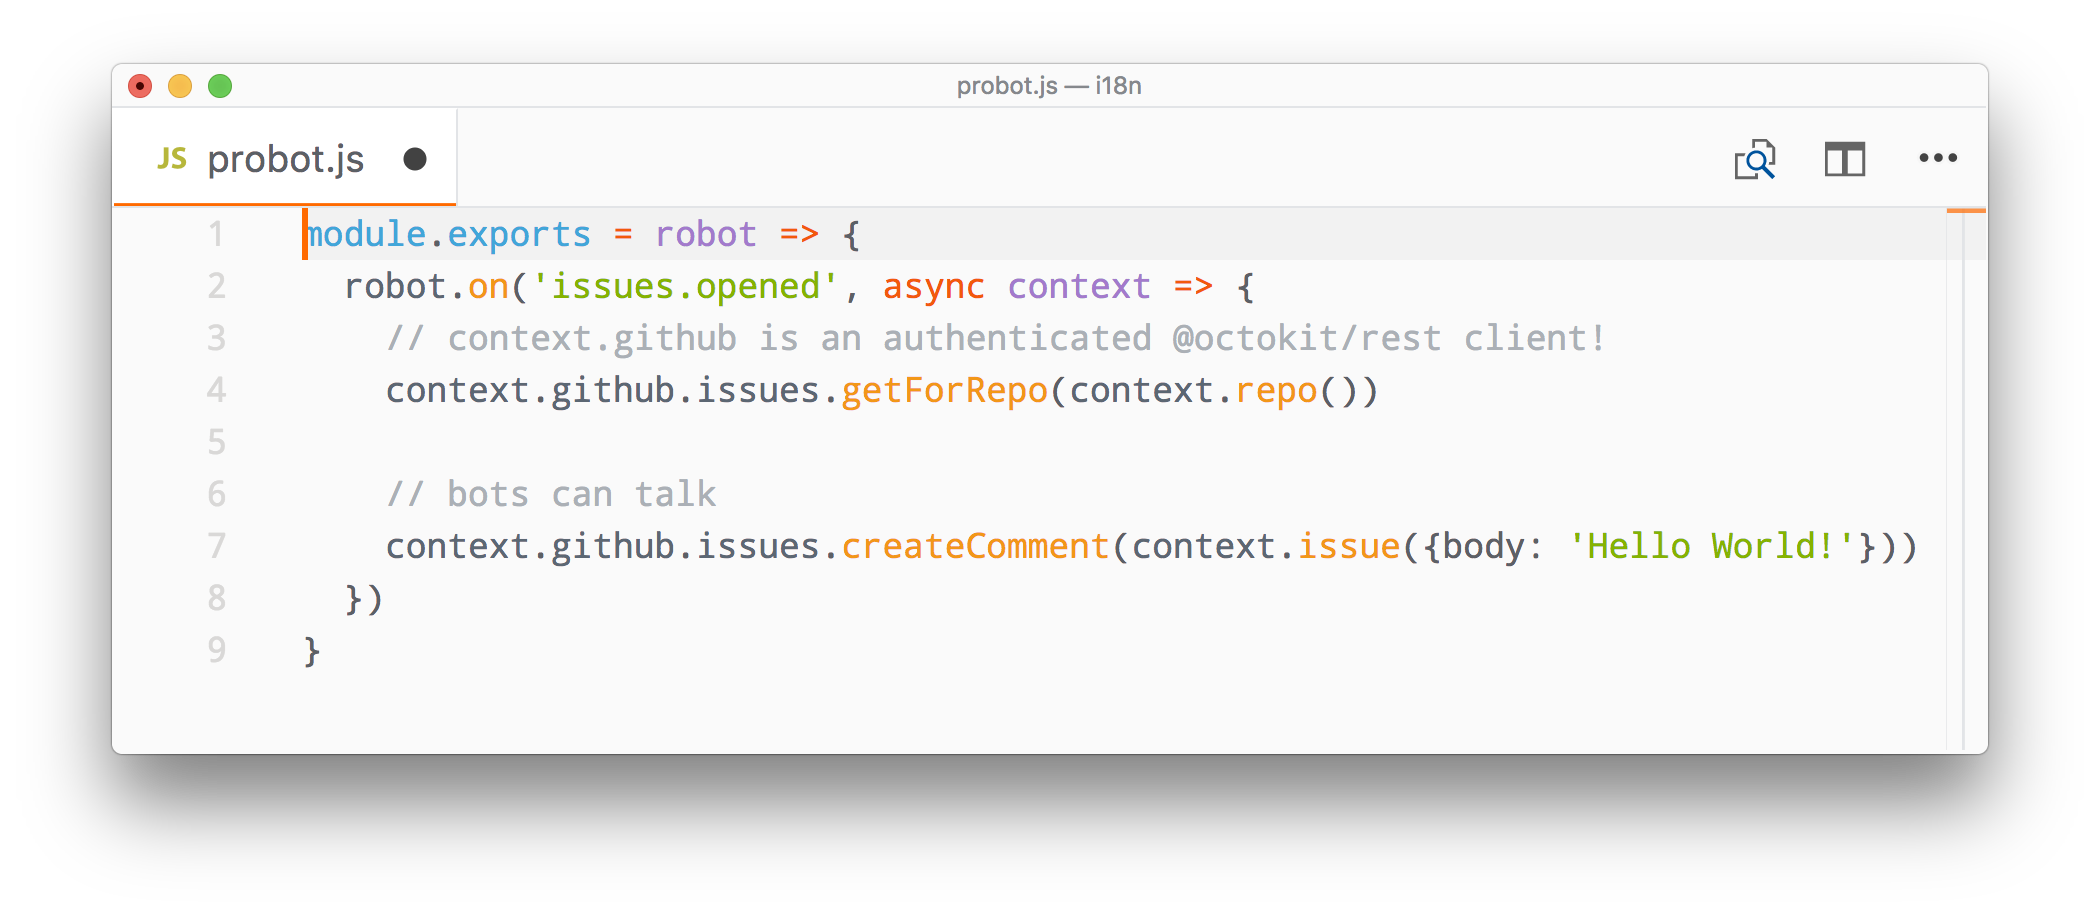 probot.js — i18n
JS probot.js
1 module.exports = robot => {
2   robot.on('issues.opened', async context => {
3     // context.github is an authenticated @octokit/rest client!
4     context.github.issues.getForRepo(context.repo())
5
6     // bots can talk
7     context.github.issues.createComment(context.issue({body: 'Hello World!'}))
8   })
9 }